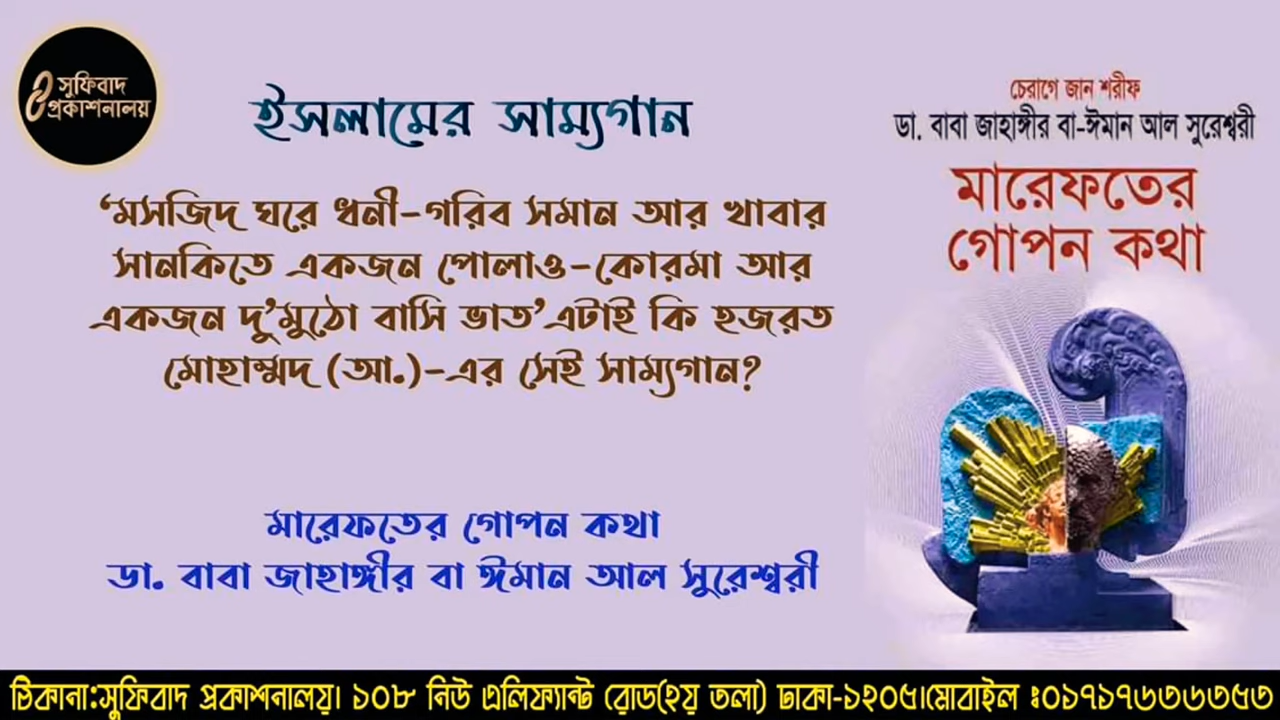 সুফিবাদ
প্রকাশনালয়
ইসলামের সাম্যগান
‘মসজিদ ঘরে ধনী-গরিব সমান আর খাবার
সানকিতে একজন পোলাও-কোরমা আর
একজন দু’মুঠো বাসি ভাত’এটাই কি হজরত
মোহাম্মদ (আ.)-এর সেই সাম্যগান?
মারেফতের গোপন কথা
ডা. বাবা জাহাঙ্গীর বা ঈমান আল সুরেশ্বরী
চেরাগে জান শরীফ
ডা. বাবা জাহাঙ্গীর বা-ঈমান আল সুরেশ্বরী
মারেফতের
গোপন কথা
ঠিকানা:সুফিবাদ প্রকাশনালয়। ১০৮ নিউ এলিফ্যান্ট রোড(২য় তলা) ঢাকা-১২০৫।মোবাইল ঃ০১৭১৭৬৩৬৩৫৩